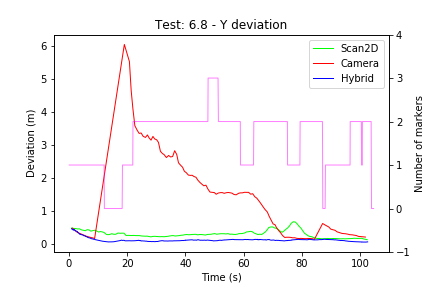 Test: 6.8 - Y deviation
Scan2D
Camera
Hybrid
Deviation (m)
6
5
4
3
2
1
0
4
3
2
1
0
−1
Number of markers
0
20
40
60
80
100
Time (s)